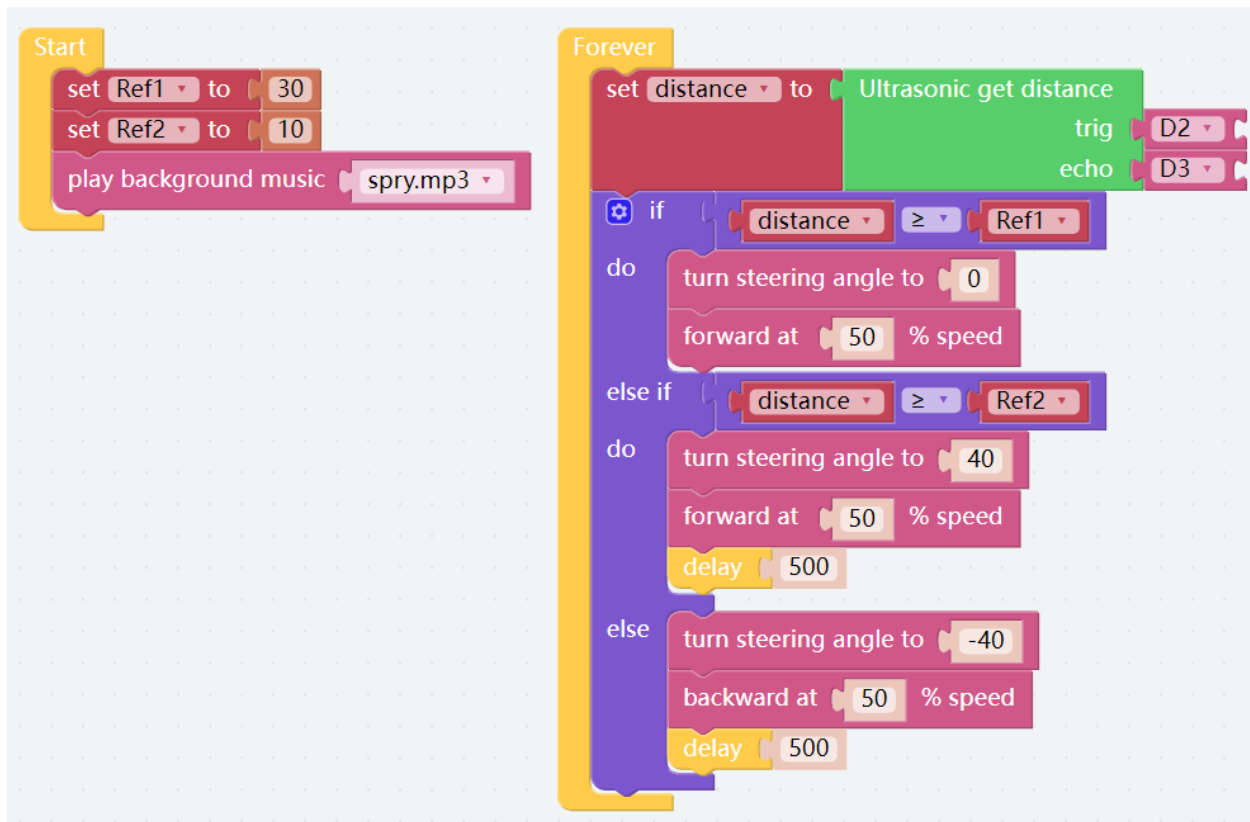 Start
set Ref1 to 30
set Ref2 to 10
play background music spry.mp3
Forever
set distance to Ultrasonic get distance
trig D2
echo D3
if distance ≥ Ref1
do turn steering angle to 0
forward at 50 % speed
else if distance ≥ Ref2
do turn steering angle to 40
forward at 50 % speed
delay 500
else turn steering angle to -40
backward at 50 % speed
delay 500